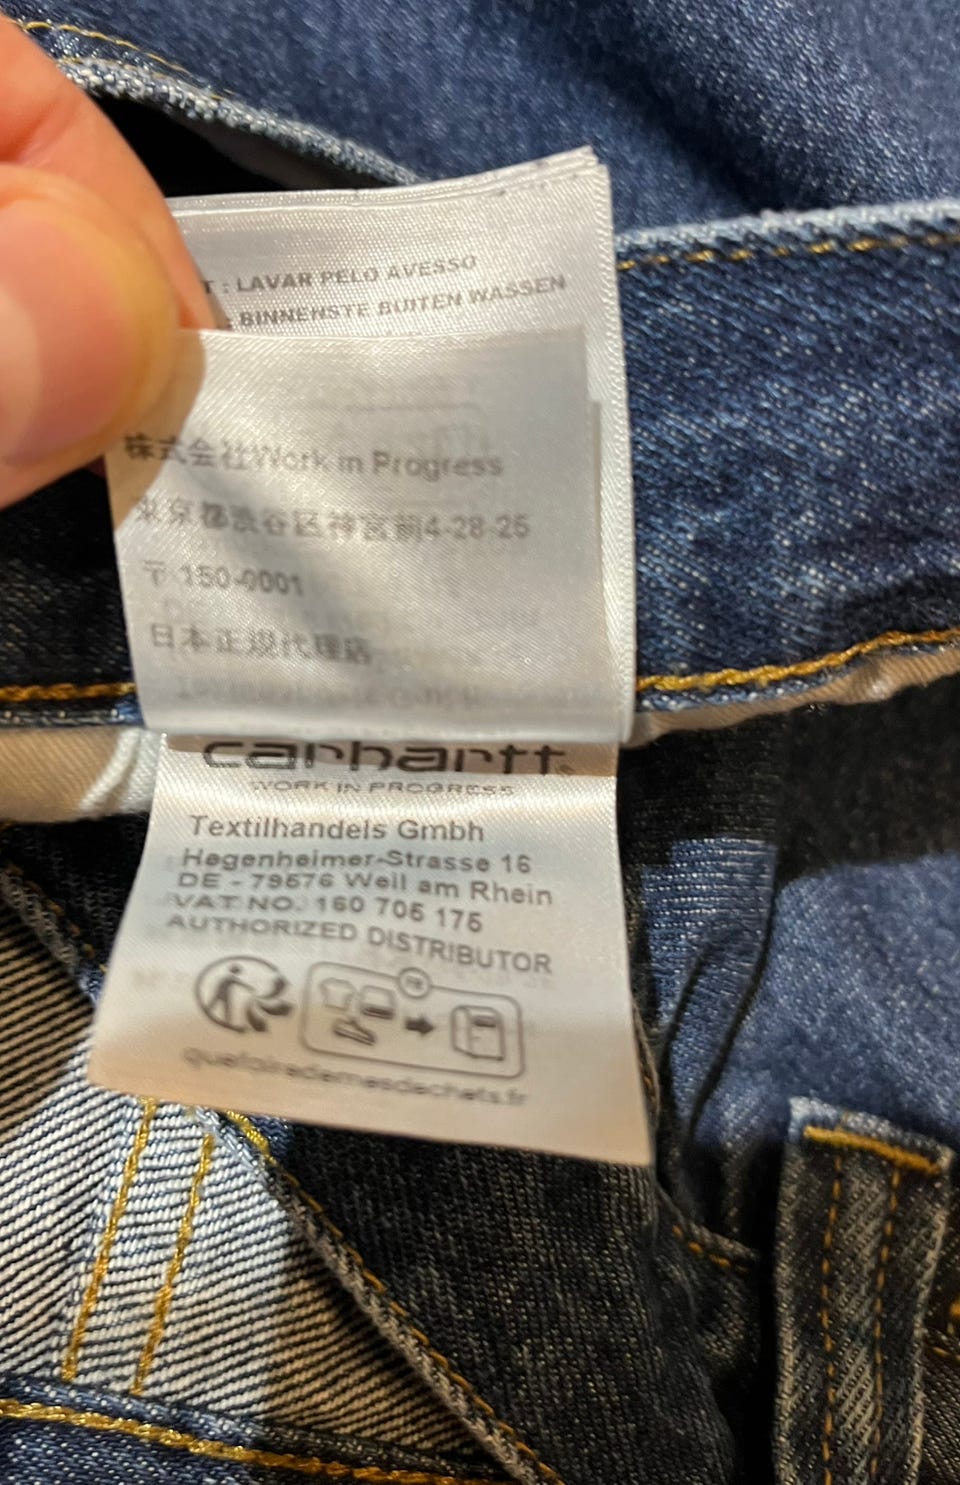 T : LAVAR PELO AVESSO
: BINNENSTE BUITEN WASSEN
株式会社Work in Progress
東京都渋谷区神宮前4-28-25
〒 150-0001
日本正規代理店
carhartt
WORK IN PROGRESS
Textilhandels Gmbh
Hegenheimer-Strasse 16
DE - 79576 Weil am Rhein
VAT NO. 160 706 175
AUTHORIZED DISTRIBUTOR
FR
quefairedemesdechets.fr